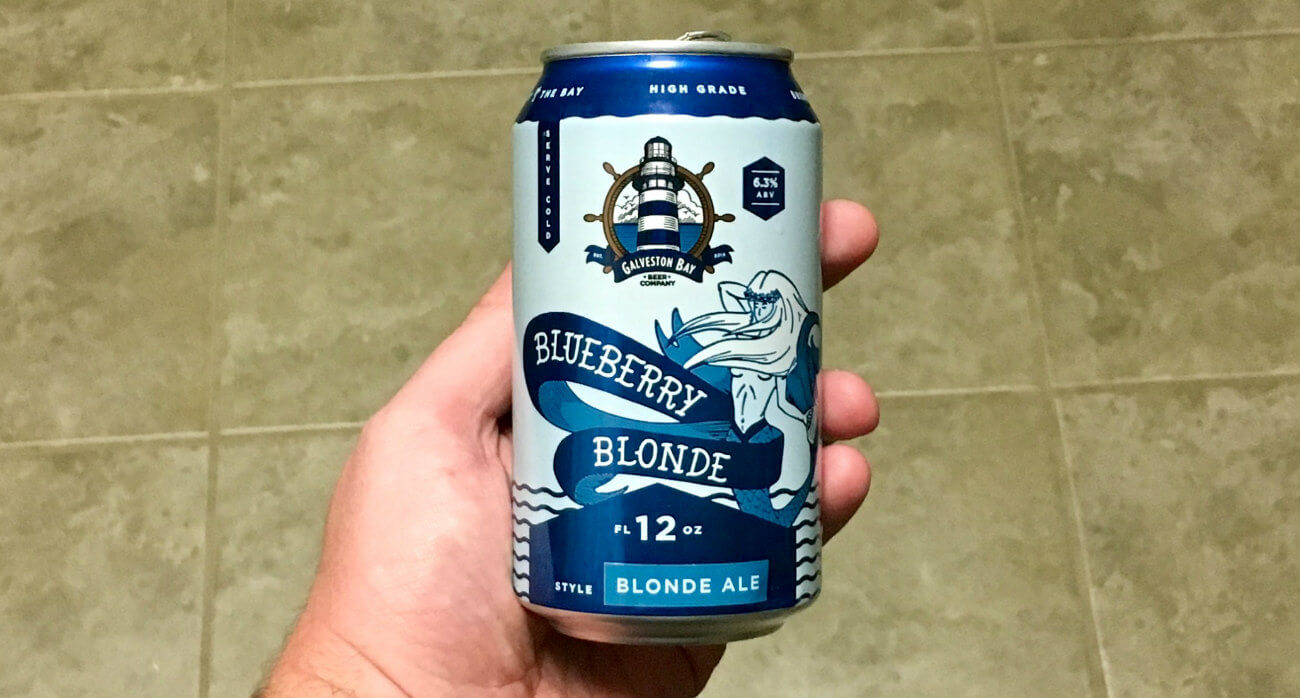 THE BAY
HIGH GRADE
SERVE COLD
6.3%
ABV
EST.
GALVESTON BAY
BEER
COMPANY
BLUEBERRY
BLONDE
FL 12 OZ
STYLE BLONDE ALE